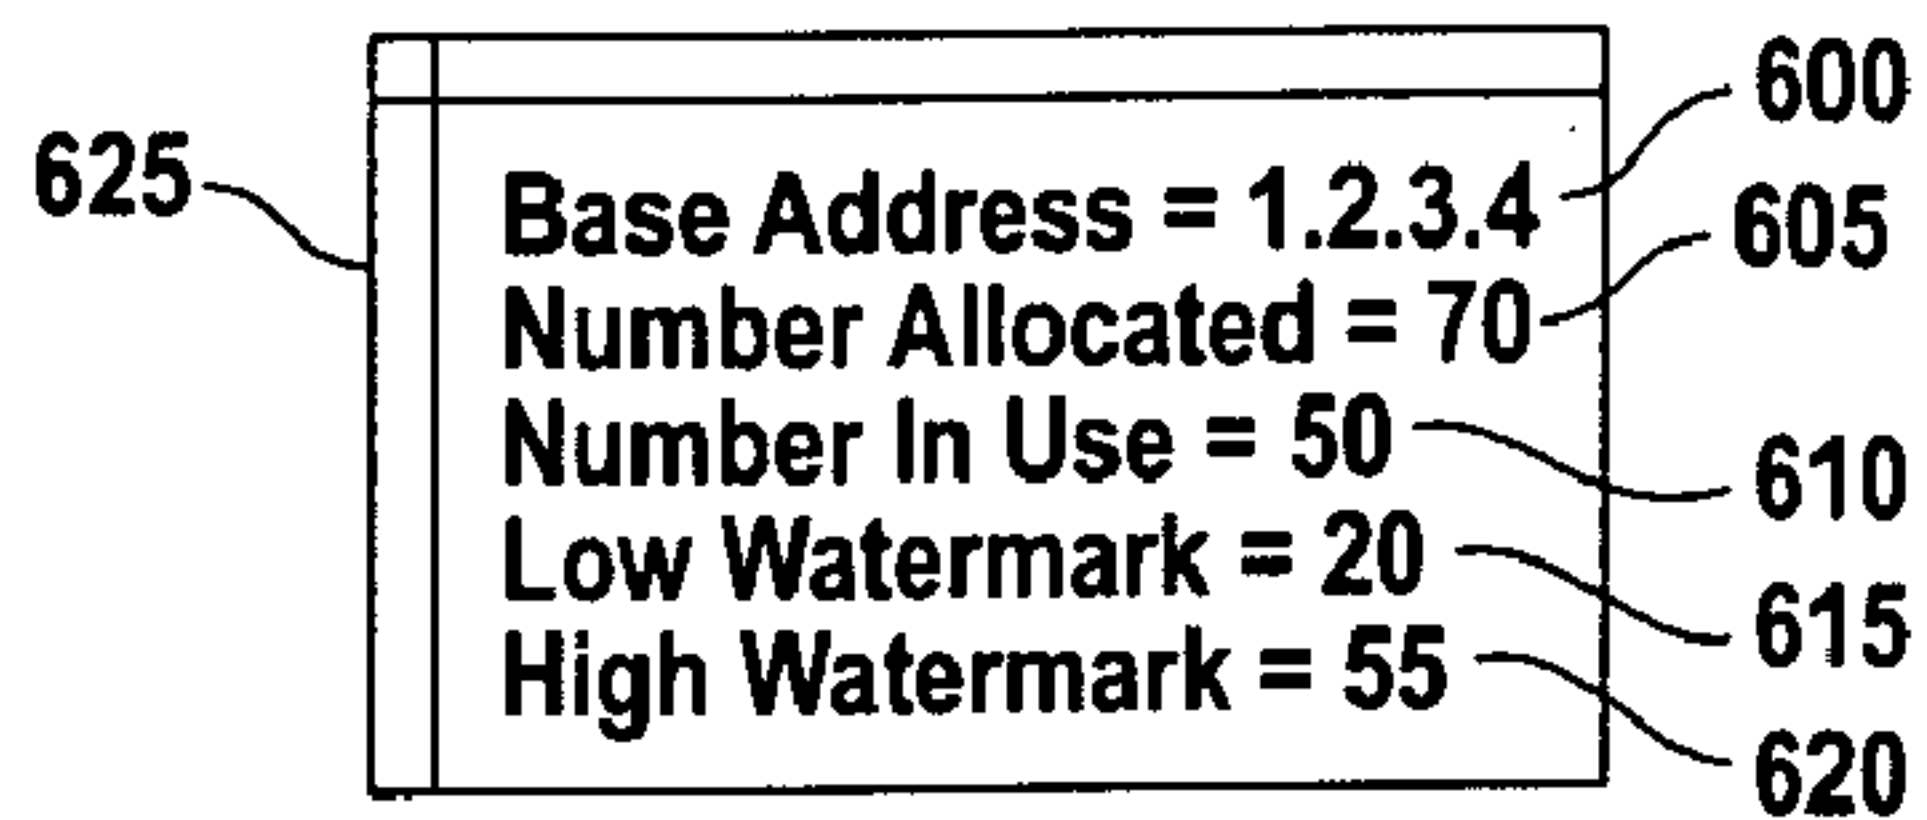 600
625
Base Address = 1.2.3.4
605
Number Allocated = 70
Number In Use = 50
610
Low Watermark = 20
615
High Watermark = 55
620